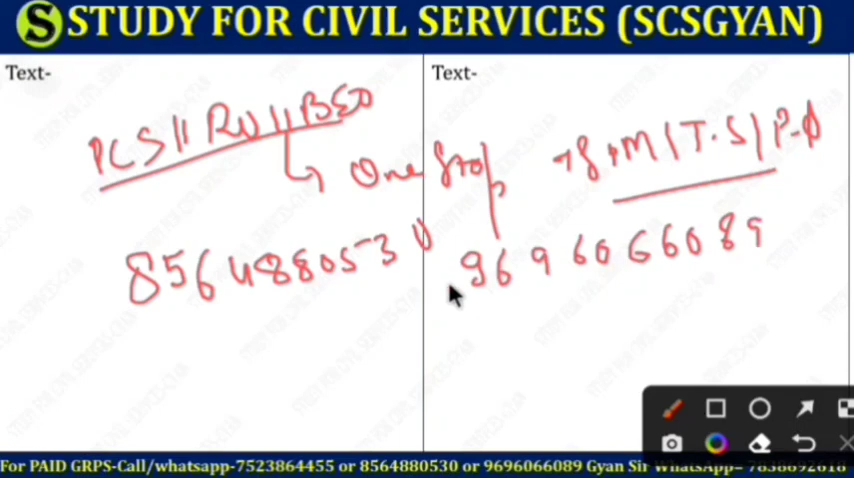 S STUDY FOR CIVIL SERVICES (SCSGYAN)
Text- Text-
PCS || RO || BEO
One Stop
M | T.S | P.
8564880530 9696066089
For PAID GRPS-Call/whatsapp-7523864455 or 8564880530 or 9696066089 Gyan Sir WhatsApp= 7838692618